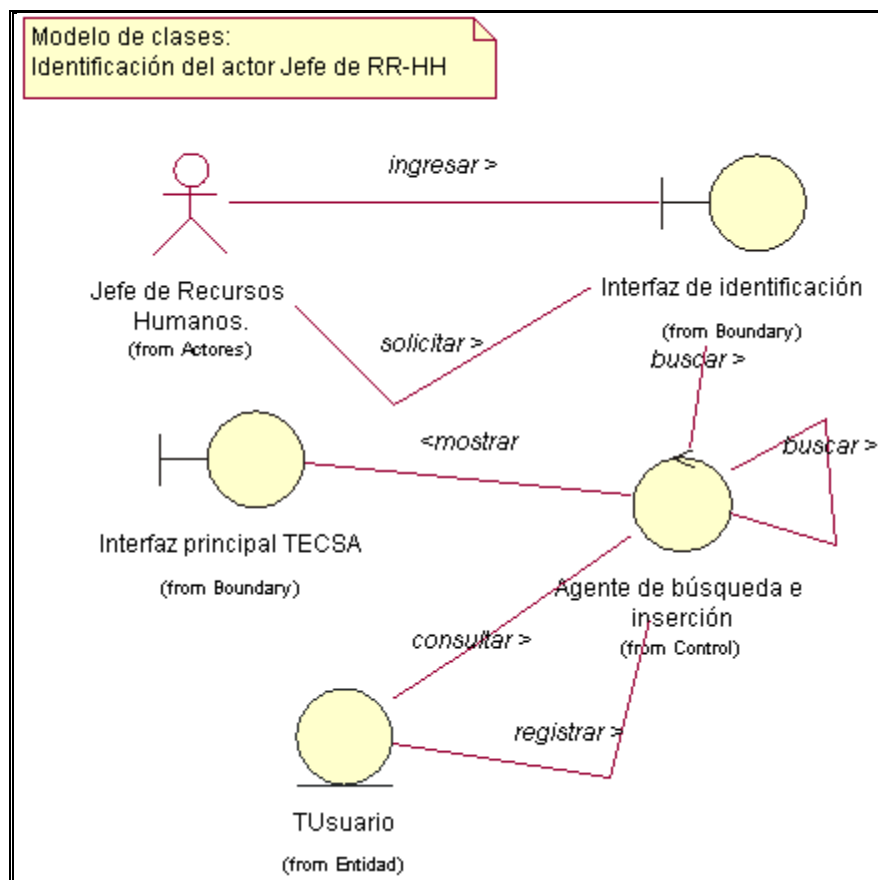 Modelo de clases:
Identificación del actor Jefe de RR-HH
ingresar >
Jefe de Recursos
Humanos.
(from Actores)
Interfaz de identificación
(from Boundary)
solicitar >
buscar >
<mostrar
buscar >
Interfaz principal TECSA
(from Boundary)
Agente de búsqueda e
inserción
(from Control)
consultar >
registrar >
TUsuario
(from Entidad)